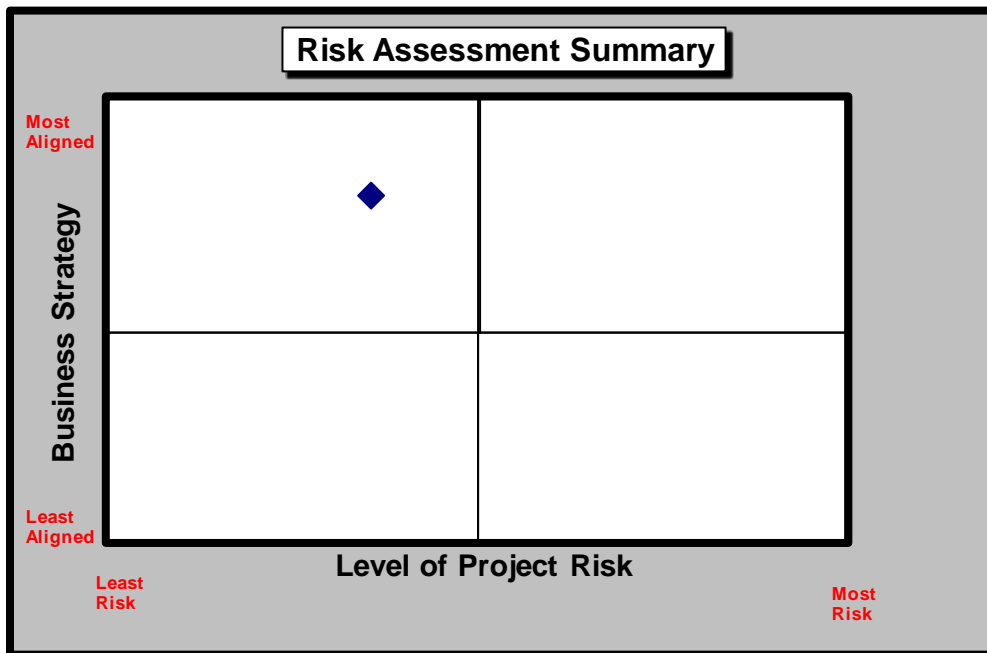 Risk Assessment Summary
Most
Aligned
Business Strategy
Least
Aligned
Level of Project Risk
Least
Risk
Most
Risk